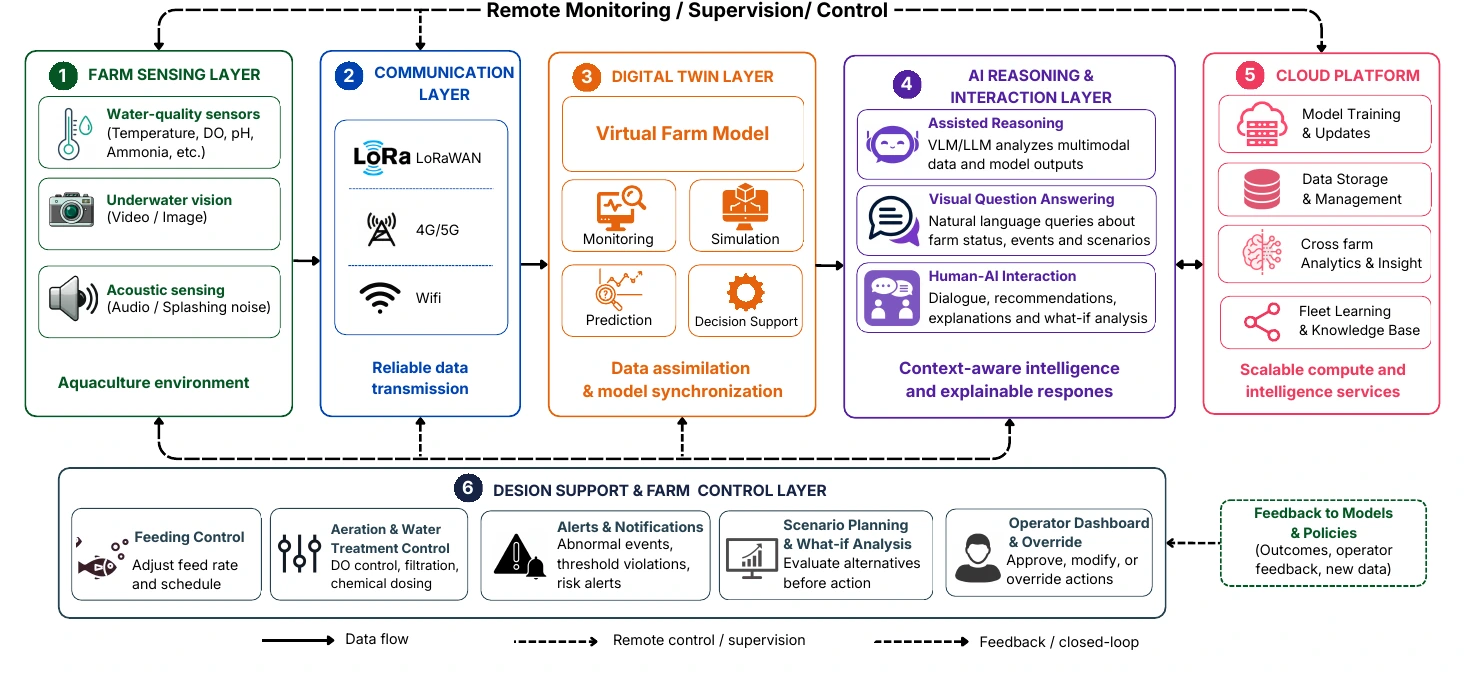 Remote Monitoring / Supervision/ Control
1
FARM SENSING LAYER
Water-quality sensors
(Temperature, DO, pH,
Ammonia, etc.)
Underwater vision
(Video / Image)
Acoustic sensing
(Audio / Splashing noise)
Aquaculture environment
2
COMMUNICATION
LAYER
LoRa LoRaWAN
4G/5G
Wifi
Reliable data
transmission
3
DIGITAL TWIN LAYER
Virtual Farm Model
Monitoring
Simulation
Prediction
Decision Support
Data assimilation
& model synchronization
4
AI REASONING &
INTERACTION LAYER
Assisted Reasoning
VLM/LLM analyzes multimodal
data and model outputs
Visual Question Answering
Natural language queries about
farm status, events and scenarios
Human-AI Interaction
Dialogue, recommendations,
explanations and what-if analysis
Context-aware intelligence
and explainable respones
5
CLOUD PLATFORM
Model Training
& Updates
Data Storage
& Management
Cross farm
Analytics & Insight
Fleet Learning
& Knowledge Base
Scalable compute and
intelligence services
6
DESION SUPPORT & FARM CONTROL LAYER
Feeding Control
Adjust feed rate
and schedule
Aeration & Water
Treatment Control
DO control, filtration,
chemical dosing
Alerts & Notifications
Abnormal events,
threshold violations,
risk alerts
Scenario Planning
& What-if Analysis
Evaluate alternatives
before action
Operator Dashboard
& Override
Approve, modify, or
override actions
Feedback to Models
& Policies
(Outcomes, operator
feedback, new data)
Data flow
Remote control / supervision
Feedback / closed-loop